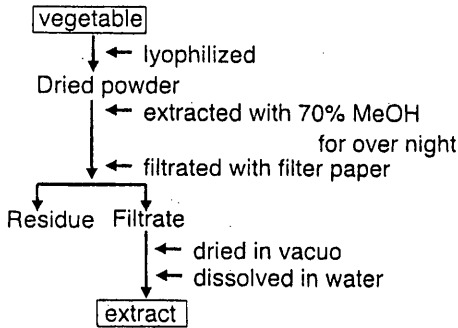 vegetable
lyophilized
Dried powder
extracted with 70% MeOH
for over night
filtrated with filter paper
Residue Filtrate
dried in vacuo
dissolved in water
extract